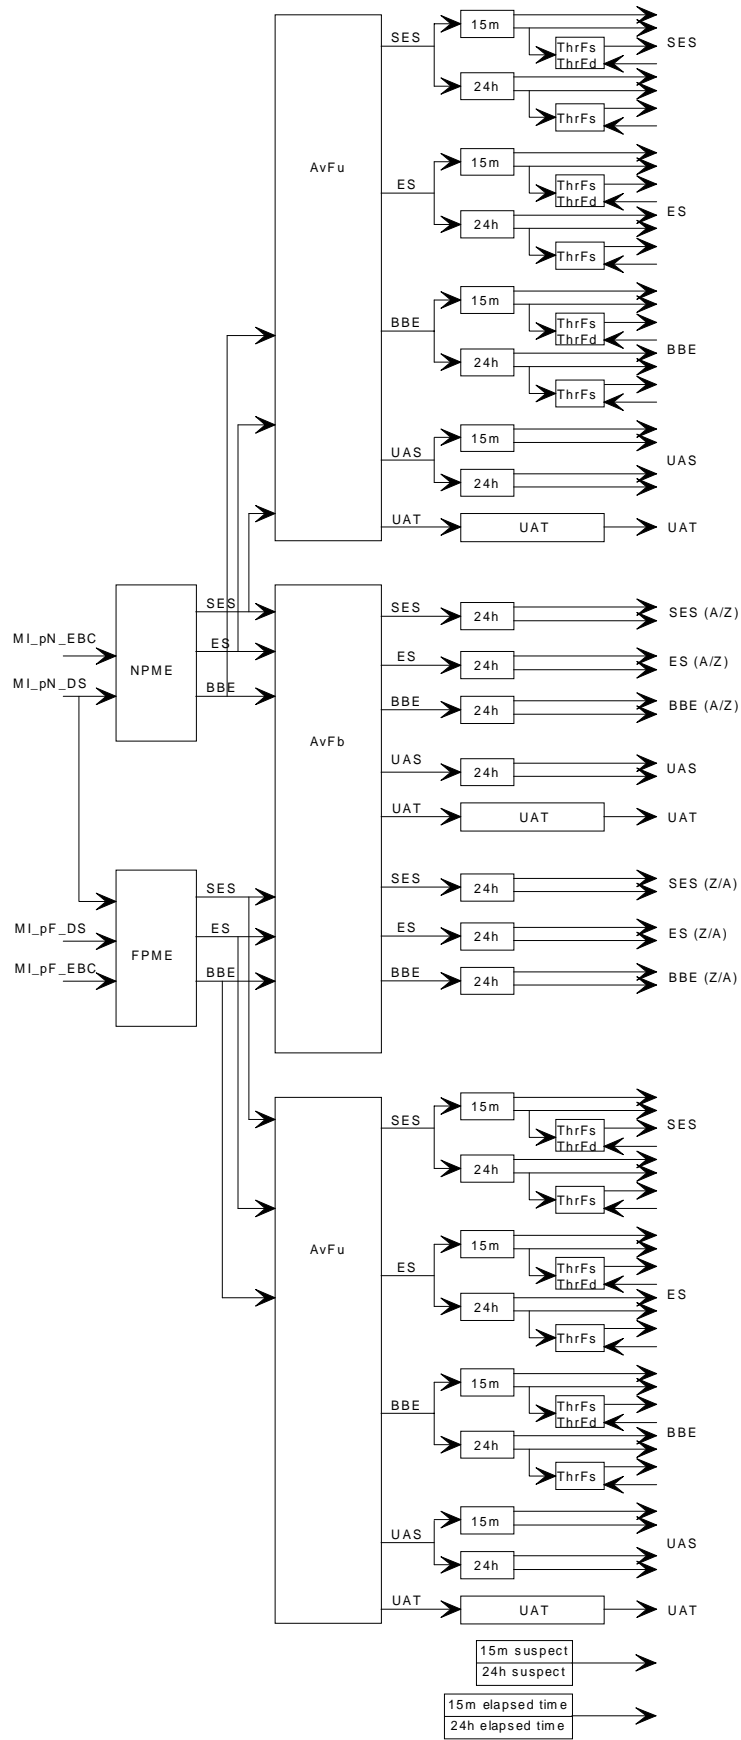 SES
15m
ThrFs
ThrFd
SES
24h
ThrFs
AvFu
ES
15m
ThrFs
ThrFd
ES
24h
ThrFs
BBE
15m
ThrFs
ThrFd
BBE
24h
ThrFs
UAS
15m
UAS
24h
UAT
UAT
UAT
MI_pN_EBC
MI_pN_DS
NPME
SES
ES
BBE
AvFb
SES
24h
SES (A/Z)
ES
24h
ES (A/Z)
BBE
24h
BBE (A/Z)
UAS
24h
UAS
UAT
UAT
UAT
MI_pF_DS
MI_pF_EBC
FPME
SES
ES
BBE
SES
24h
SES (Z/A)
ES
24h
ES (Z/A)
BBE
24h
BBE (Z/A)
AvFu
SES
15m
ThrFs
ThrFd
SES
24h
ThrFs
ES
15m
ThrFs
ThrFd
ES
24h
ThrFs
BBE
15m
ThrFs
ThrFd
BBE
24h
ThrFs
UAS
15m
UAS
24h
UAT
UAT
UAT
15m suspect
24h suspect
15m elapsed time
24h elapsed time